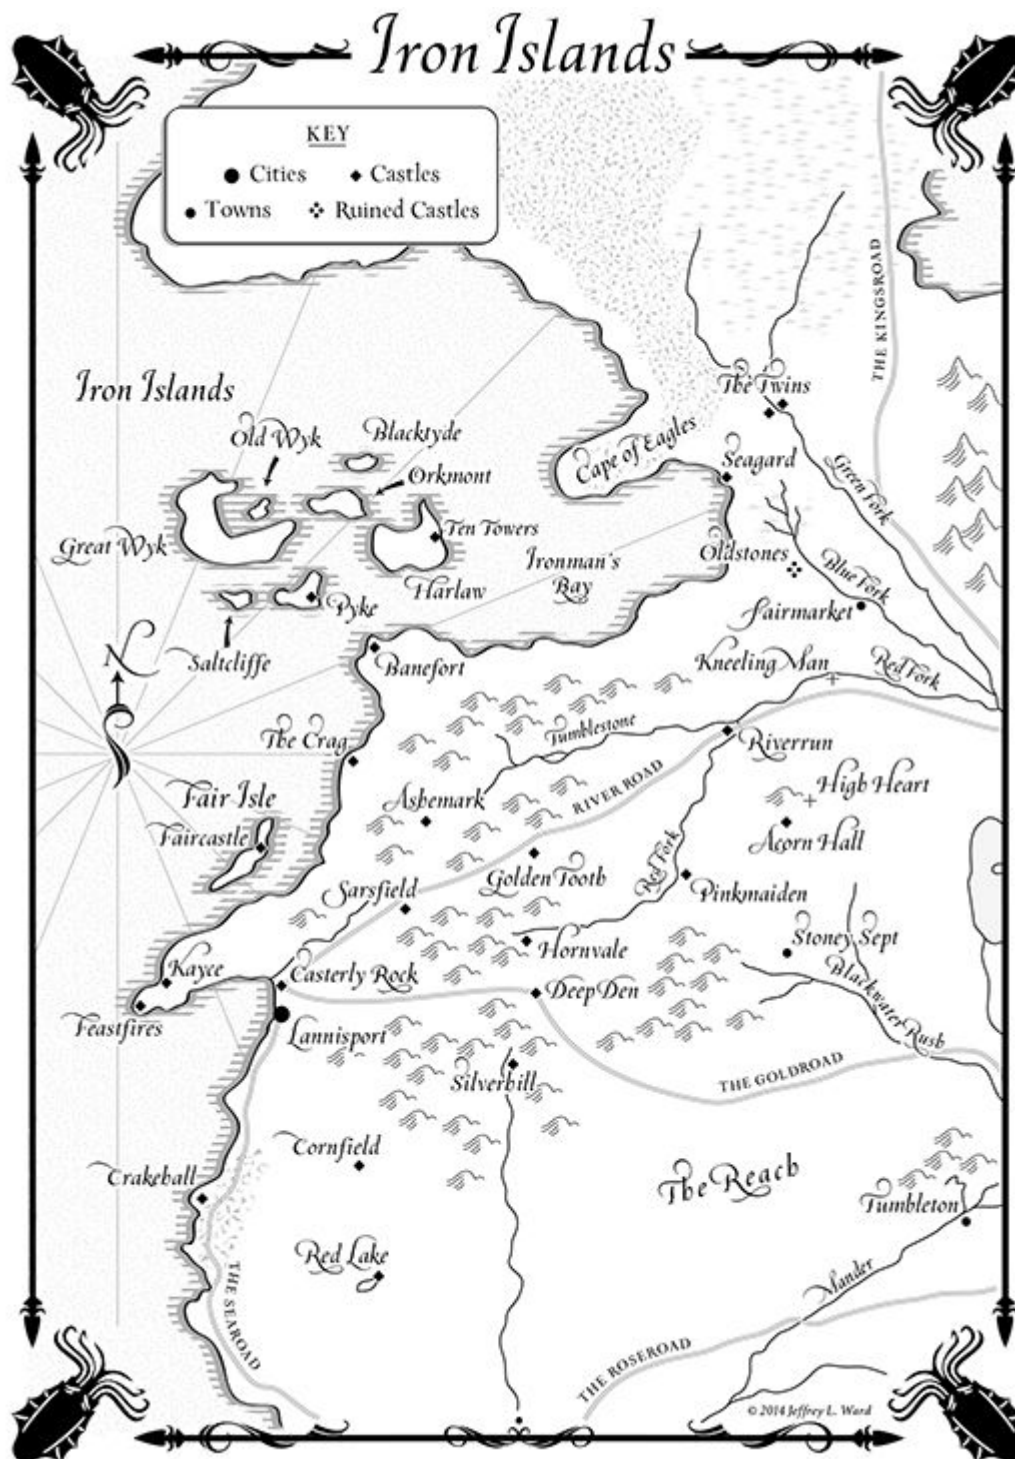 Iron Islands
KEY
Cities
Castles
Towns
Ruined Castles
THE KINGSROAD
Iron Islands
The Twins
Old Wyk
Blacktyde
Cape of Eagles
Seagard
Orkmont
Green Fork
Great Wyk
Ten Towers
Ironman's
Bay
Oldstones
Blue Fork
Harlaw
Pyke
Fairmarket
N
Saltcliffe
Banefort
Kneeling Man
Red Fork
The Crag
Tumblestone
Riverrun
Fair Isle
Ashemark
RIVER ROAD
High Heart
Faircastle
Acorn Hall
Golden Tooth
Red Fork
Sarsfield
Pinkmaiden
Hornvale
Stoney Sept
Kayce
Casterly Rock
Deep Den
Blackwater Rush
Feastfires
Lannisport
Silverhill
THE GOLDROAD
Cornfield
Crakehall
The Reach
Tumbleton
Red Lake
Mander
THE SEAROAD
THE ROSEROAD
© 2014 Jeffrey L. Ward